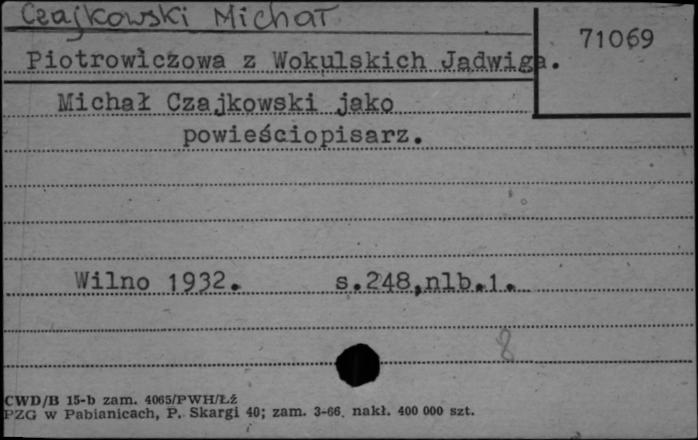 Czajkowski Michał
71069
Piotrowiczowa z Wokulskich Jadwiga.
Michał Czajkowski jako
powieściopisarz.
Wilno 1932. s.248,nlb.1.
8
CWD/B 15-b zam. 4065/PWH/Łź
PZG w Pabianicach, P. Skargi 40; zam. 3-66. nakł. 400 000 szt.